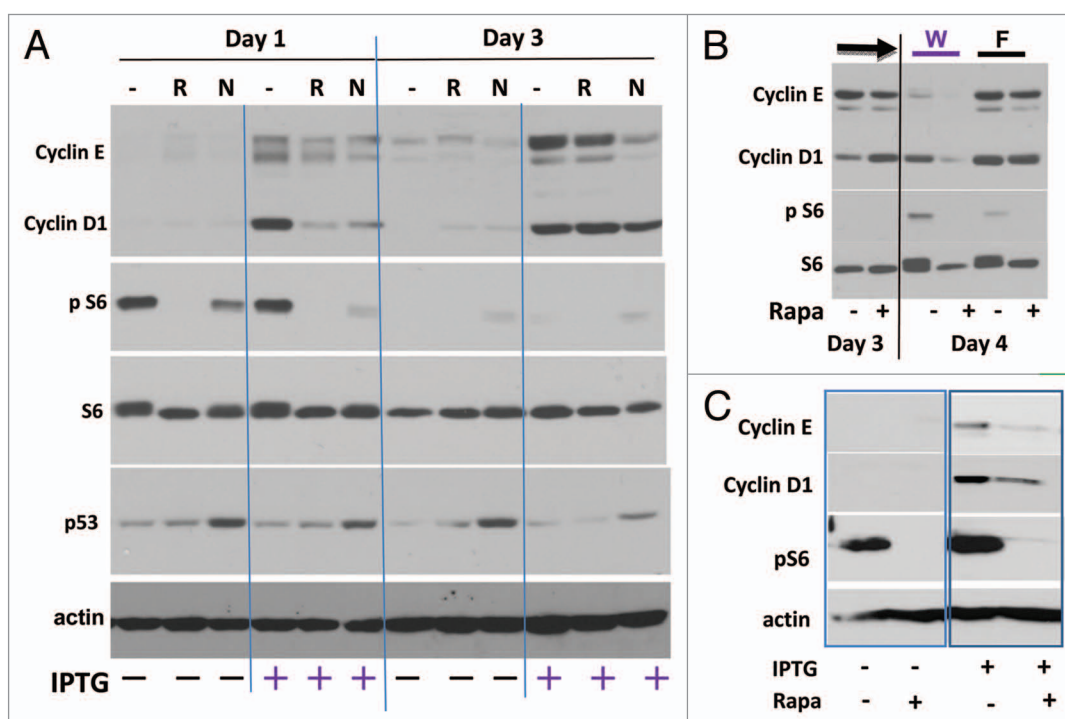 A
Day 1 Day 3
- R N - R N - R N - R N
Cyclin E
Cyclin D1
p S6
S6
p53
actin
IPTG — — — + + + — — — + + +
B
W F
Cyclin E
Cyclin D1
p S6
S6
Rapa - + - + - +
Day 3 Day 4
C
Cyclin E
Cyclin D1
pS6
actin
IPTG - - + +
Rapa - + - +